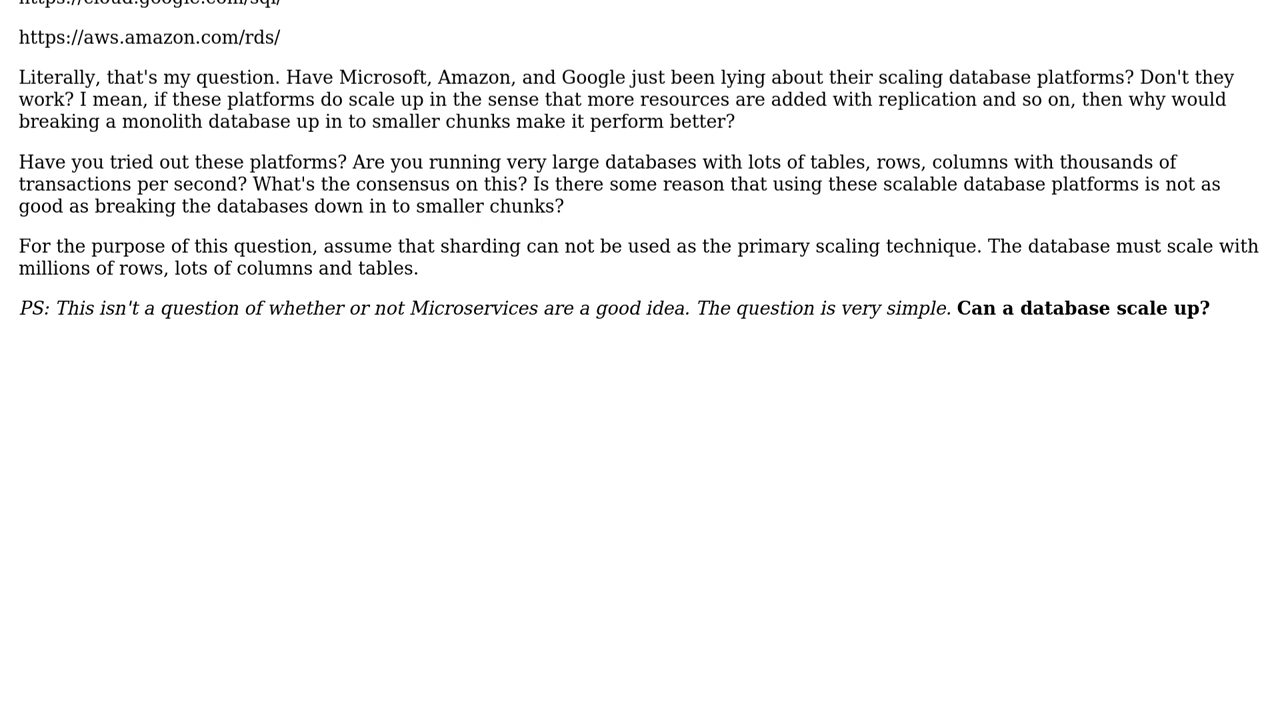 https://cloud.google.com/sql/
https://aws.amazon.com/rds/
Literally, that's my question. Have Microsoft, Amazon, and Google just been lying about their scaling database platforms? Don't they
work? I mean, if these platforms do scale up in the sense that more resources are added with replication and so on, then why would
breaking a monolith database up in to smaller chunks make it perform better?
Have you tried out these platforms? Are you running very large databases with lots of tables, rows, columns with thousands of
transactions per second? What's the consensus on this? Is there some reason that using these scalable database platforms is not as
good as breaking the databases down in to smaller chunks?
For the purpose of this question, assume that sharding can not be used as the primary scaling technique. The database must scale with
millions of rows, lots of columns and tables.
PS: This isn't a question of whether or not Microservices are a good idea. The question is very simple. Can a database scale up?